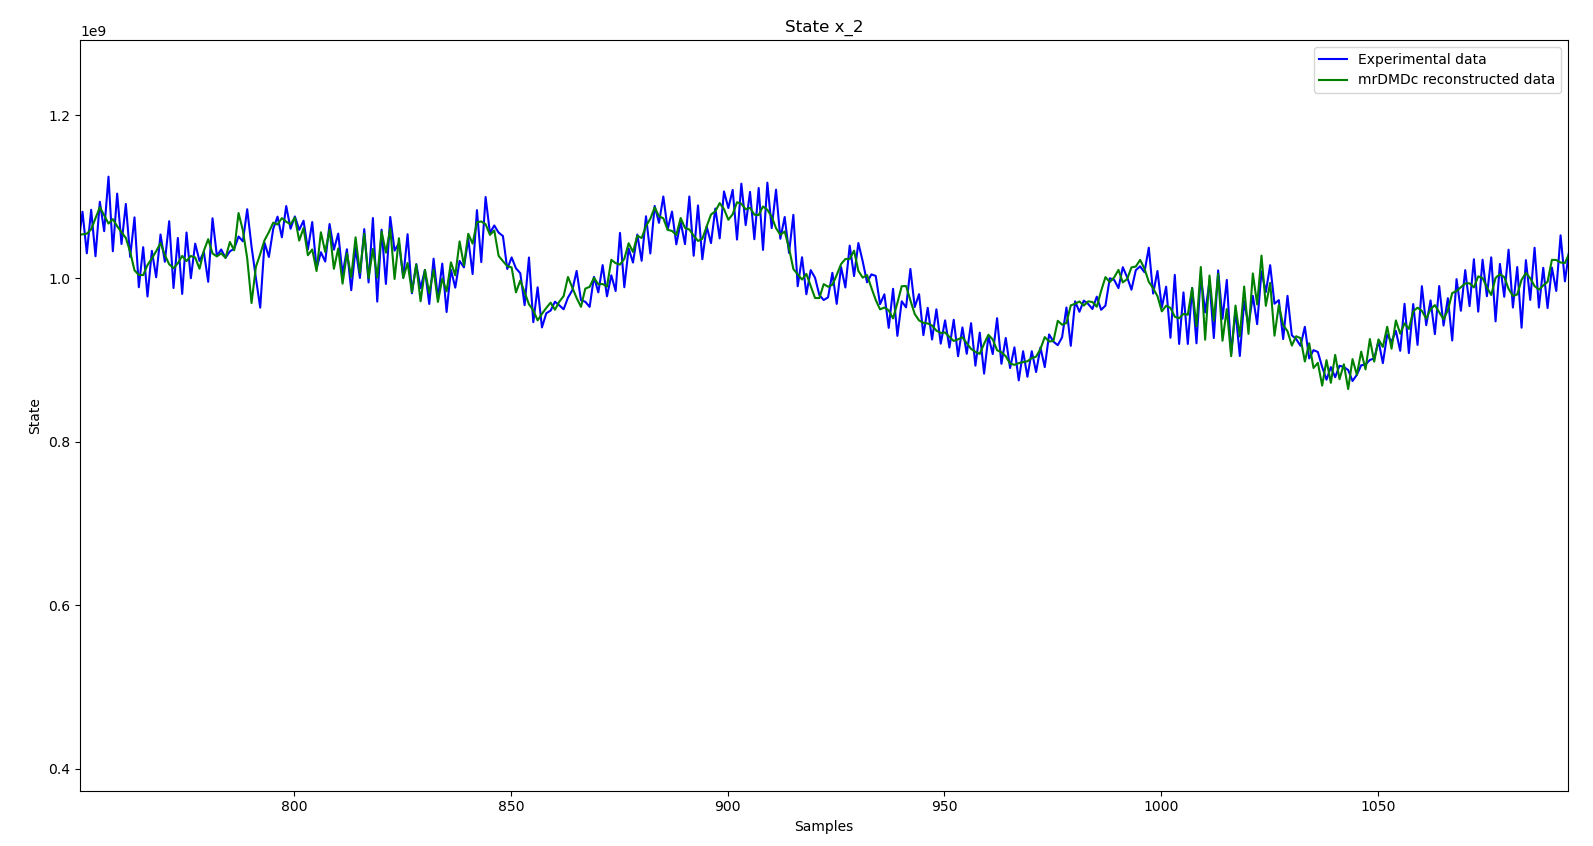 State x_2
1e9
Experimental data
mrDMDc reconstructed data
1.2
1.0
0.8
0.6
0.4
State
800 850 900 950 1000 1050
Samples